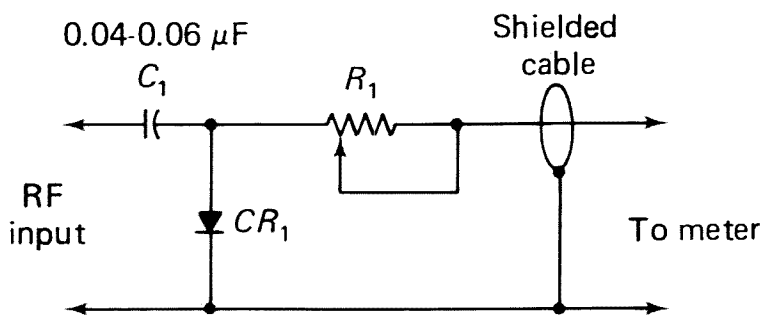 0.04-0.06 μF
C₁
R₁
Shielded
cable
RF
input
CR₁
To meter